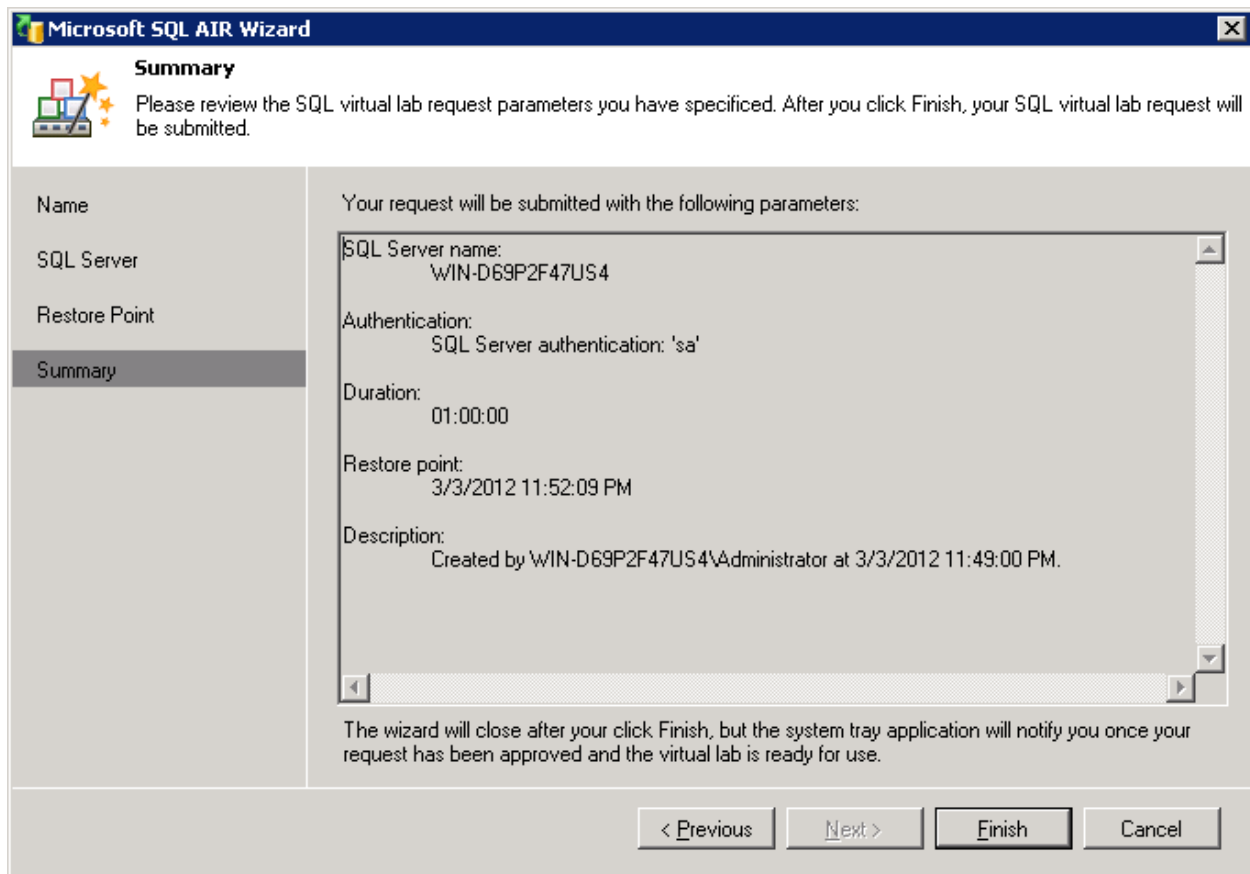 Microsoft SQL AIR Wizard
Summary
Please review the SQL virtual lab request parameters you have specificed. After you click Finish, your SQL virtual lab request will
be submitted.
Name
SQL Server
Restore Point
Summary
Your request will be submitted with the following parameters:
SQL Server name:
WIN-D69P2F47US4
Authentication:
SQL Server authentication: 'sa'
Duration:
01:00:00
Restore point:
3/3/2012 11:52:09 PM
Description:
Created by WIN-D69P2F47US4\Administrator at 3/3/2012 11:49:00 PM.
The wizard will close after your click Finish, but the system tray application will notify you once your
request has been approved and the virtual lab is ready for use.
< Previous
Next >
Finish
Cancel